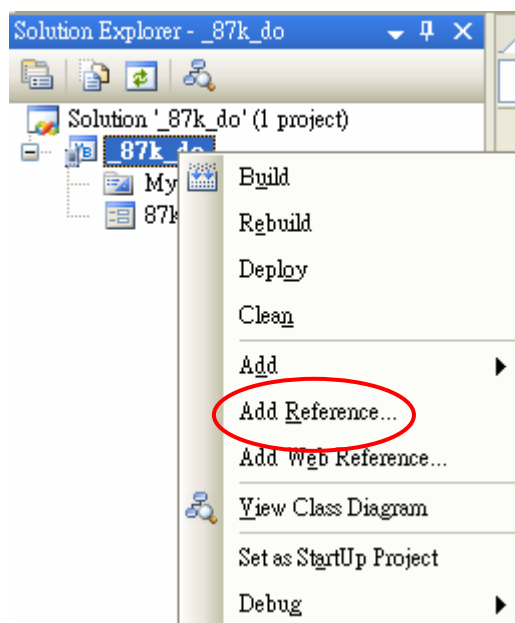 Solution Explorer - _87k_do
Solution '_87k_do' (1 project)
_87k_do
My
87k
Build
Rebuild
Deploy
Clean
Add
Add Reference...
Add Web Reference...
View Class Diagram
Set as StartUp Project
Debug